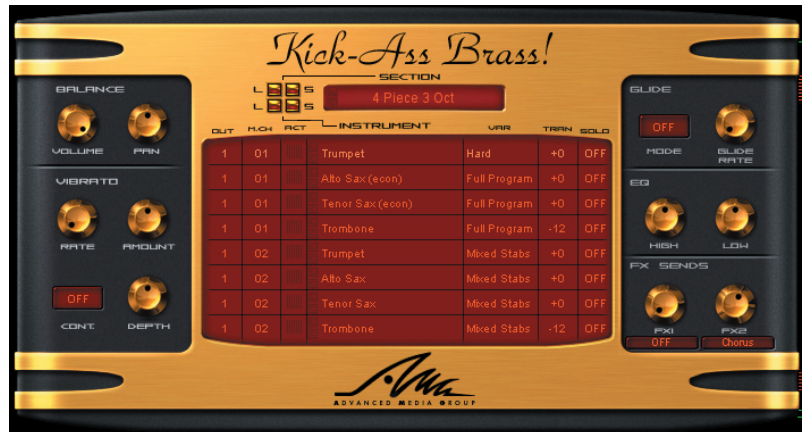 Kick-Ass Brass!
SECTION
L S
L S
4 Piece 3 Oct
INSTRUMENT
BALANCE
VOLUME PAN
VIBRATO
RATE AMOUNT
OFF
CONT. DEPTH
OUT M.CH ACT VAR TRAN SOLO
1 01 Trumpet Hard +0 OFF
1 01 Alto Sax (econ) Full Program +0 OFF
1 01 Tenor Sax (econ) Full Program +0 OFF
1 01 Trombone Full Program -12 OFF
1 02 Trumpet Mixed Stabs +0 OFF
1 02 Alto Sax Mixed Stabs +0 OFF
1 02 Tenor Sax Mixed Stabs +0 OFF
1 02 Trombone Mixed Stabs -12 OFF
GLIDE
OFF
MODE GLIDE RATE
EQ
HIGH LOW
FX SENDS
FX1 FX2
OFF Chorus
AMG
ADVANCED MEDIA GROUP